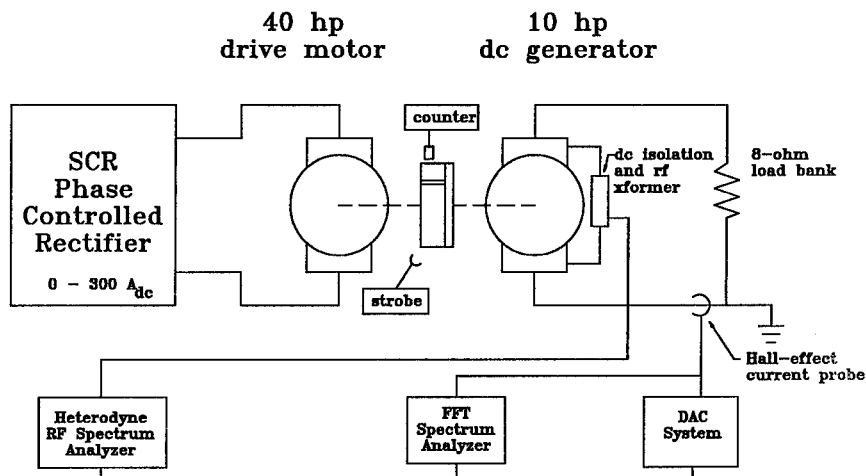 40 hp
drive motor
10 hp
dc generator
counter
SCR
Phase
Controlled
Rectifier
0 - 300 Adc
dc isolation
and rf
xformer
8-ohm
load bank
strobe
Hall-effect
current probe
Heterodyne
RF Spectrum
Analyzer
FFT
Spectrum
Analyzer
DAC
System